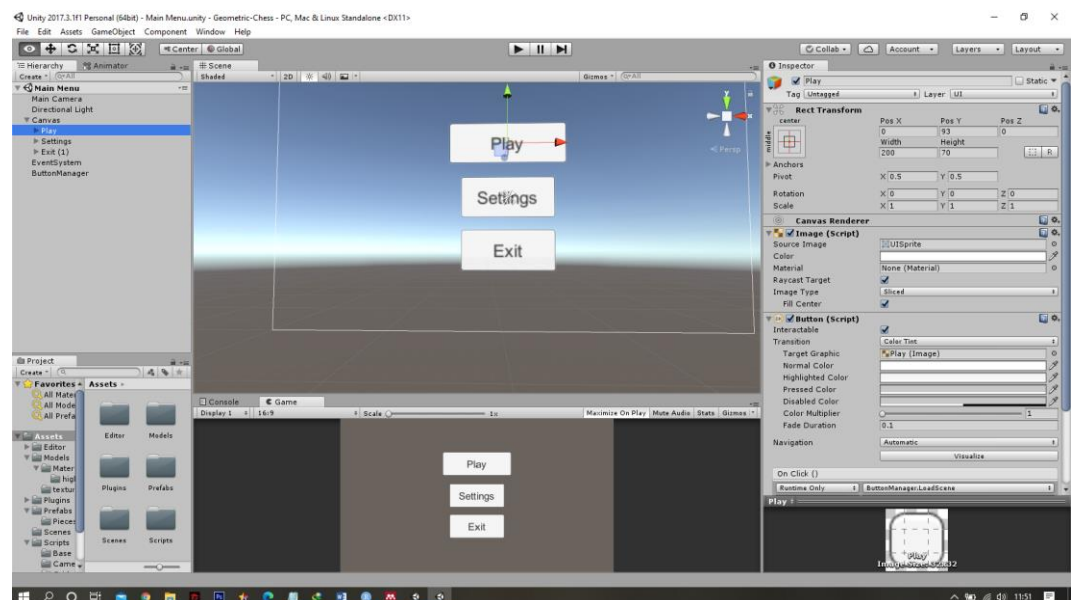 Unity 2017.3.1f1 Personal (64bit) - Main Menu.unity - Geometric-Chess - PC, Mac & Linux Standalone <DX11>
File Edit Assets GameObject Component Window Help
Center Global Collab Account Layers Layout
Hierarchy Animator
Create All
Main Menu
Main Camera
Directional Light
Canvas
Play
Settings
Exit (1)
EventSystem
ButtonManager
Scene
Shaded 2D Gizmos All
y
x
Persp
Play
Settings
Exit
Console Game
Display 1 16:9 Scale 1x Maximize On Play Mute Audio Stats Gizmos
Play
Settings
Exit
Project
Create
Favorites
All Mater
All Mode
All Prefa
Assets
Editor
Models
Mater
hig
textur
Plugins
Prefabs
Pieces
Scenes
Scripts
Base
Came
Assets
Editor Models
Plugins Prefabs
Scenes Scripts
Inspector
Play Static
Tag Untagged Layer UI
Rect Transform
center Pos X Pos Y Pos Z
0 93 0
middle Width Height
200 70 R
Anchors
Pivot X 0.5 Y 0.5
Rotation X 0 Y 0 Z 0
Scale X 1 Y 1 Z 1
Canvas Renderer
Image (Script)
Source Image UISprite
Color
Material None (Material)
Raycast Target
Image Type Sliced
Fill Center
Button (Script)
Interactable
Transition Color Tint
Target Graphic Play (Image)
Normal Color
Highlighted Color
Pressed Color
Disabled Color
Color Multiplier 1
Fade Duration 0.1
Navigation Automatic
Visualize
On Click ()
Runtime Only ButtonManager.LoadScene
Play
Play
11:51